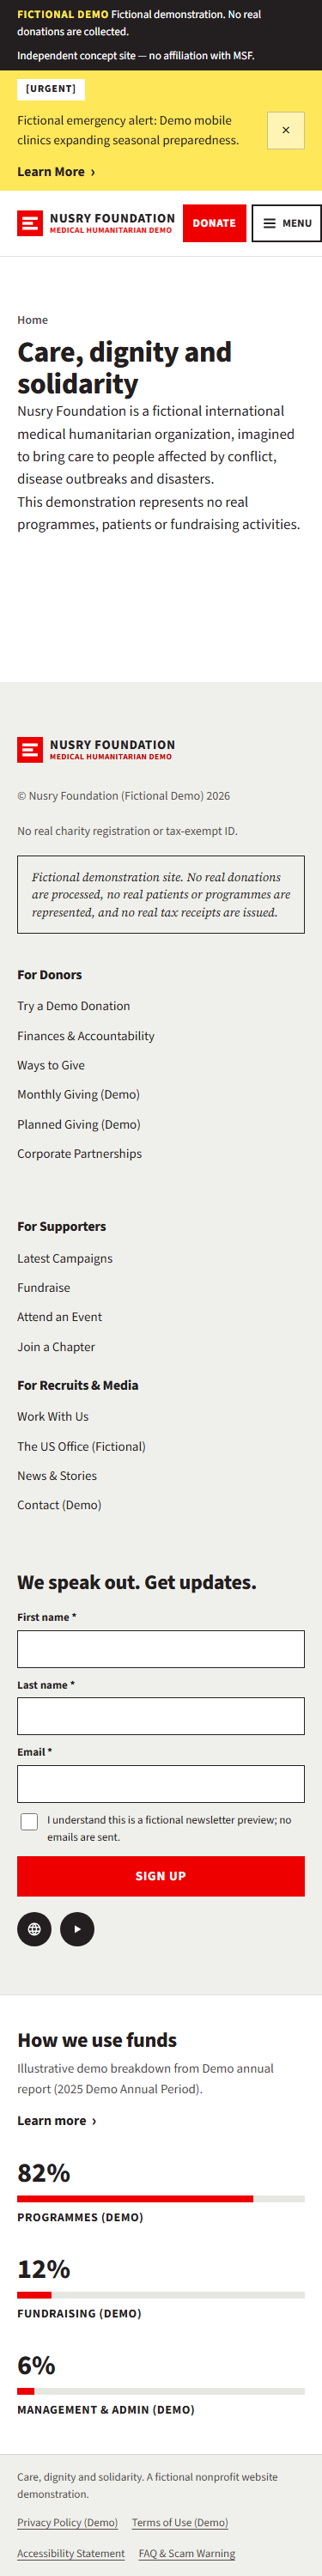 FICTIONAL DEMO Fictional demonstration. No real
donations are collected.
Independent concept site — no affiliation with MSF.
[URGENT]
Fictional emergency alert: Demo mobile
clinics expanding seasonal preparedness.
×
Learn More ›
NUSRY FOUNDATION
MEDICAL HUMANITARIAN DEMO
DONATE
MENU
Home
Care, dignity and
solidarity
Nusry Foundation is a fictional international
medical humanitarian organization, imagined
to bring care to people affected by conflict,
disease outbreaks and disasters.
This demonstration represents no real
programmes, patients or fundraising activities.
NUSRY FOUNDATION
MEDICAL HUMANITARIAN DEMO
© Nusry Foundation (Fictional Demo) 2026
No real charity registration or tax-exempt ID.
Fictional demonstration site. No real donations
are processed, no real patients or programmes are
represented, and no real tax receipts are issued.
For Donors
Try a Demo Donation
Finances & Accountability
Ways to Give
Monthly Giving (Demo)
Planned Giving (Demo)
Corporate Partnerships
For Supporters
Latest Campaigns
Fundraise
Attend an Event
Join a Chapter
For Recruits & Media
Work With Us
The US Office (Fictional)
News & Stories
Contact (Demo)
We speak out. Get updates.
First name *
Last name *
Email *
I understand this is a fictional newsletter preview; no
emails are sent.
SIGN UP
How we use funds
Illustrative demo breakdown from Demo annual
report (2025 Demo Annual Period).
Learn more ›
82%
PROGRAMMES (DEMO)
12%
FUNDRAISING (DEMO)
6%
MANAGEMENT & ADMIN (DEMO)
Care, dignity and solidarity. A fictional nonprofit website
demonstration.
Privacy Policy (Demo) Terms of Use (Demo)
Accessibility Statement FAQ & Scam Warning